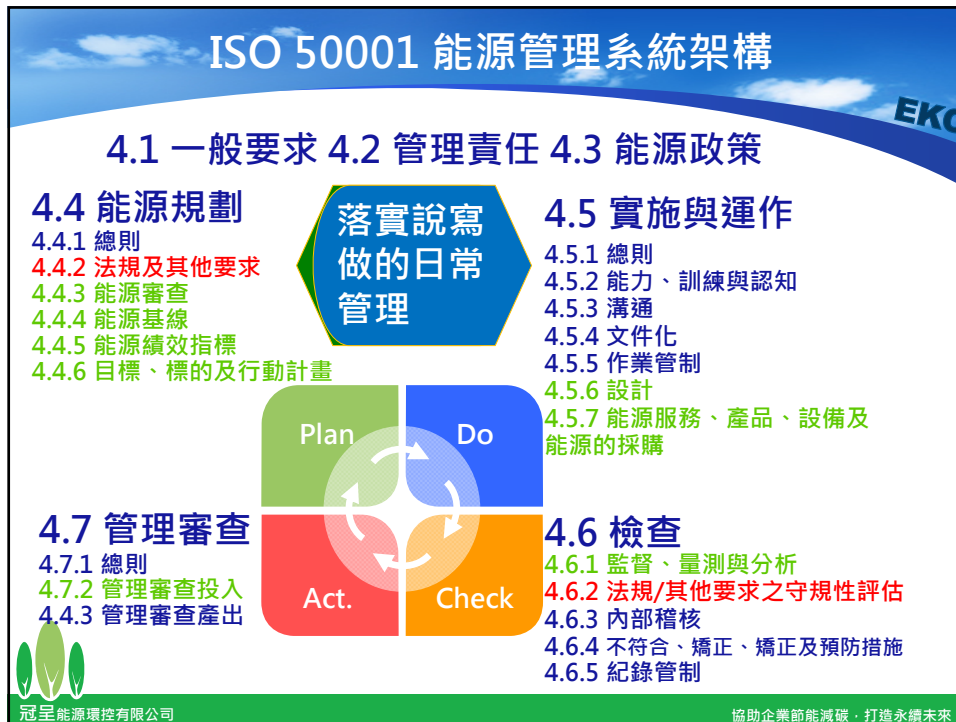 ISO 50001 能源管理系統架構
EKO
4.1 一般要求 4.2 管理責任 4.3 能源政策
4.4 能源規劃
4.4.1 總則
4.4.2 法規及其他要求
4.4.3 能源審查
4.4.4 能源基線
4.4.5 能源績效指標
4.4.6 目標、標的及行動計畫
落實說寫
做的日常
管理
4.5 實施與運作
4.5.1 總則
4.5.2 能力、訓練與認知
4.5.3 溝通
4.5.4 文件化
4.5.5 作業管制
4.5.6 設計
4.5.7 能源服務、產品、設備及
能源的採購
Plan
Do
Act.
Check
4.7 管理審查
4.7.1 總則
4.7.2 管理審查投入
4.4.3 管理審查產出
4.6 檢查
4.6.1 監督、量測與分析
4.6.2 法規/其他要求之守規性評估
4.6.3 內部稽核
4.6.4 不符合、矯正、矯正及預防措施
4.6.5 紀錄管制
冠呈能源環控有限公司
協助企業節能減碳．打造永續未來